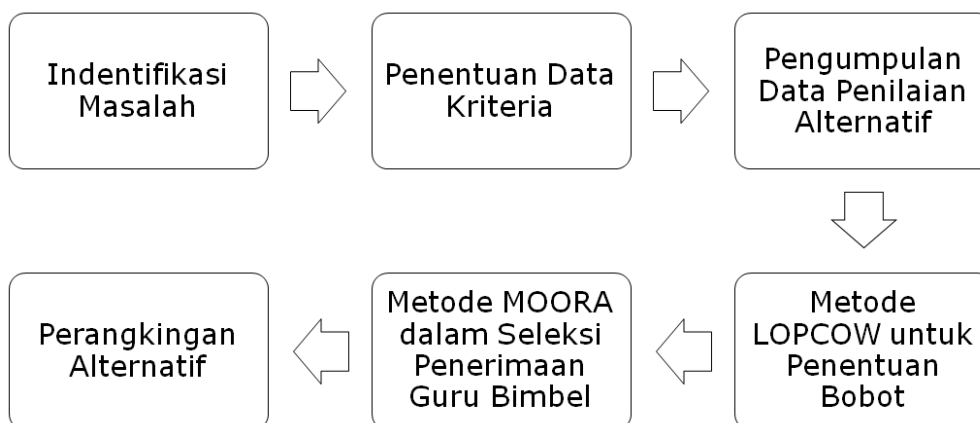 Indentifikasi
Masalah
Penentuan Data
Kriteria
Pengumpulan
Data Penilaian
Alternatif
Metode
LOPCOW untuk
Penentuan
Bobot
Metode MOORA
dalam Seleksi
Penerimaan
Guru Bimbel
Perangkingan
Alternatif